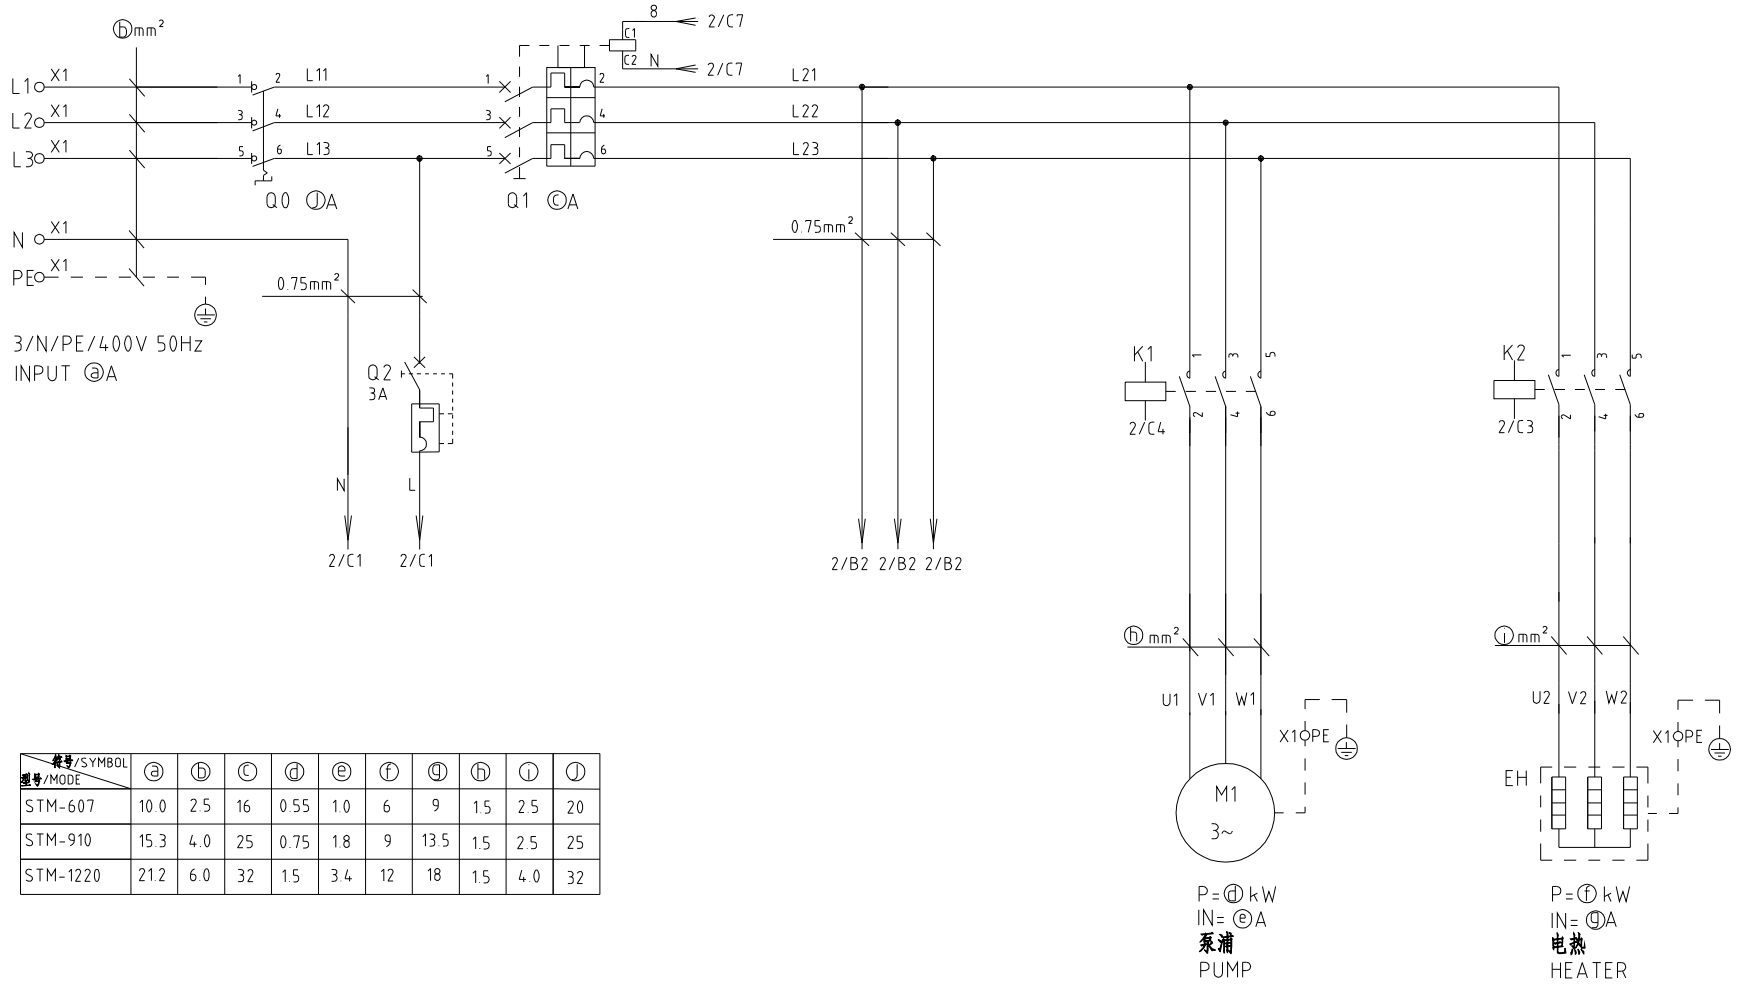 ⓑmm²
8
2/C7
C1
C2
N
2/C7
L1
X1
1
2
L11
1
2
L21
L2
X1
3
4
L12
3
4
L22
L3
X1
5
6
L13
5
6
L23
Q0 ⒿA
Q1 ⓒA
N
X1
0.75mm²
PE
X1
0.75mm²
3/N/PE/400V 50Hz
INPUT ⓐA
Q2
3A
K1
1
3
5
2
4
6
2/C4
K2
1
3
5
2
4
6
2/C3
N
L
2/C1
2/C1
2/B2
2/B2
2/B2
ⓗ mm²
ⓘ mm²
U1
V1
W1
X1
PE
U2
V2
W2
X1
PE
M1
3~
EH
符号/SYMBOL
型号/MODE
ⓐ ⓑ ⓒ ⓓ ⓔ ⓕ ⓖ ⓗ ⓘ Ⓙ
STM-607 10.0 2.5 16 0.55 1.0 6 9 1.5 2.5 20
STM-910 15.3 4.0 25 0.75 1.8 9 13.5 1.5 2.5 25
STM-1220 21.2 6.0 32 1.5 3.4 12 18 1.5 4.0 32
P=ⓓ kW
IN= ⓔA
泵浦
PUMP
P=ⓕ kW
IN= ⓖA
电热
HEATER